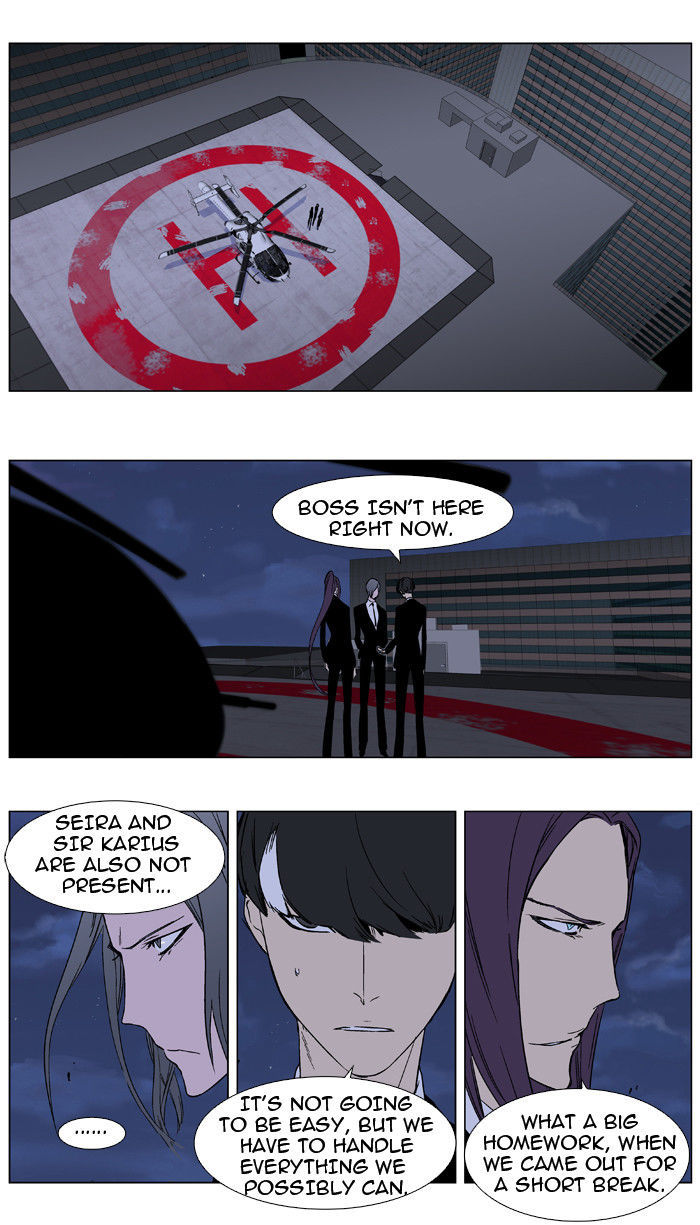 H
BOSS ISN'T HERE
RIGHT NOW.
SEIRA AND
SIR KARIUS
ARE ALSO NOT
PRESENT...
......
IT'S NOT GOING
TO BE EASY, BUT WE
HAVE TO HANDLE
EVERYTHING WE
POSSIBLY CAN.
WHAT A BIG
HOMEWORK, WHEN
WE CAME OUT FOR
A SHORT BREAK.